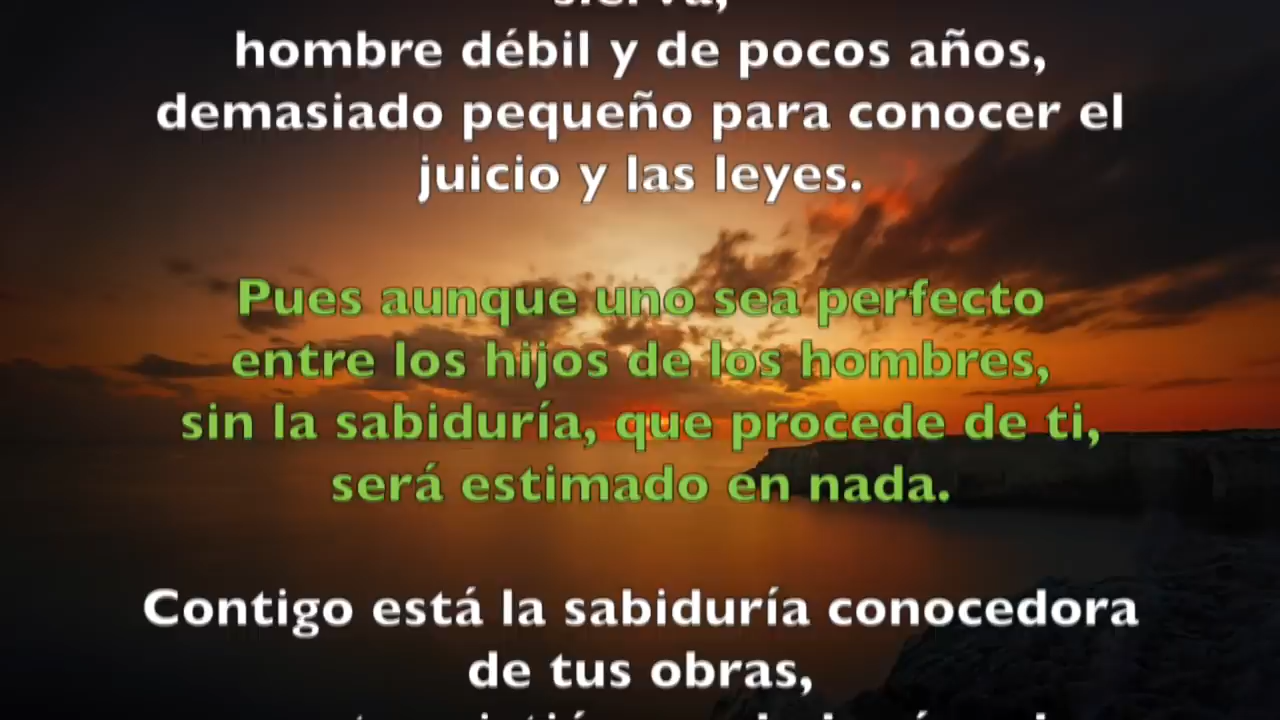 hombre débil y de pocos años,
demasiado pequeño para conocer el
juicio y las leyes.
Pues aunque uno sea perfecto
entre los hijos de los hombres,
sin la sabiduría, que procede de ti,
será estimado en nada.
Contigo está la sabiduría conocedora
de tus obras,